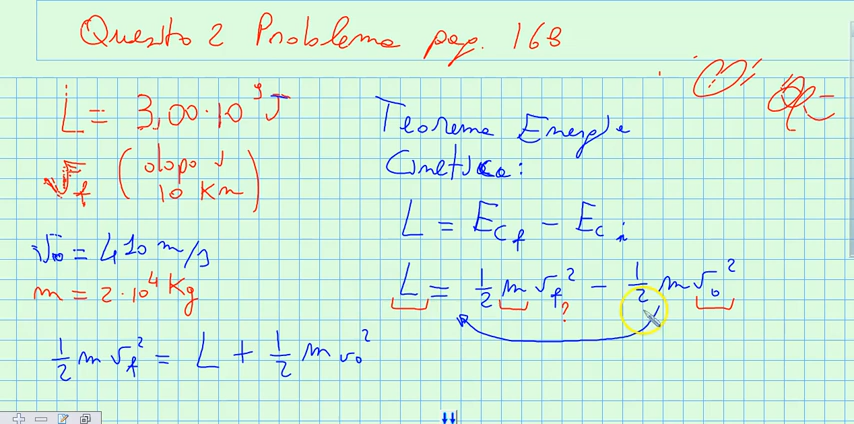 Quesito 2 Problema pag. 168
L = 3,00·10⁹ J
v_f (dopo
10 Km)
v₀ = 410 m/s
m = 2·10⁴ Kg
½ m v_f² = L + ½ m v₀²
Teorema Energia
Cinetica:
L = E_Cf − E_Ci
L = ½ m v_f² − ½ m v₀²
?